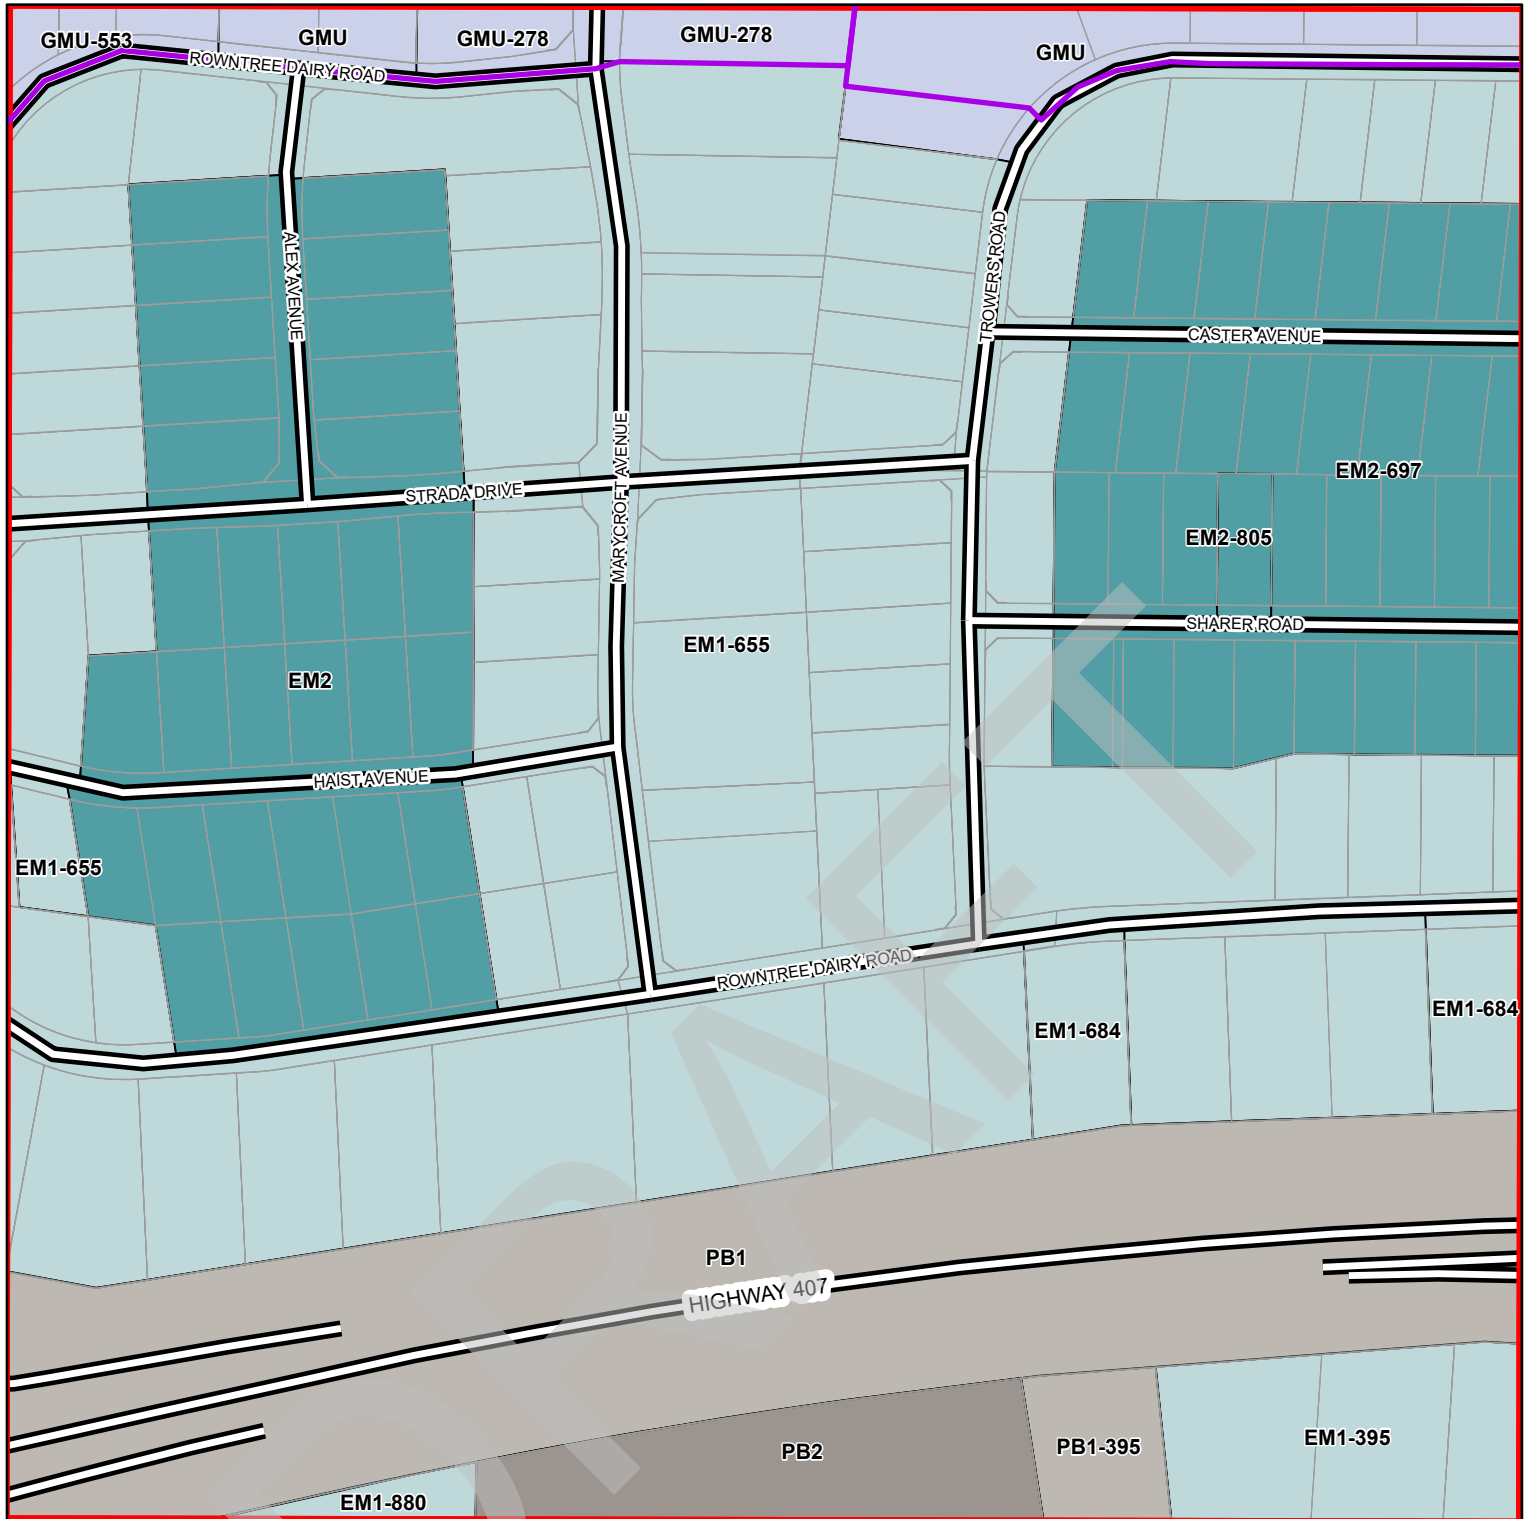 GMU-553
GMU
GMU-278
GMU-278
GMU
ROWNTREE DAIRY ROAD
ALEX AVENUE
TROWERS ROAD
CASTER AVENUE
MARYCROFT AVENUE
STRADA DRIVE
EM2-697
EM2-805
SHARER ROAD
EM1-655
EM2
HAIST AVENUE
EM1-655
ROWNTREE DAIRY ROAD
EM1-684
EM1-684
PB1
HIGHWAY 407
PB2
PB1-395
EM1-395
EM1-880
DRAFT